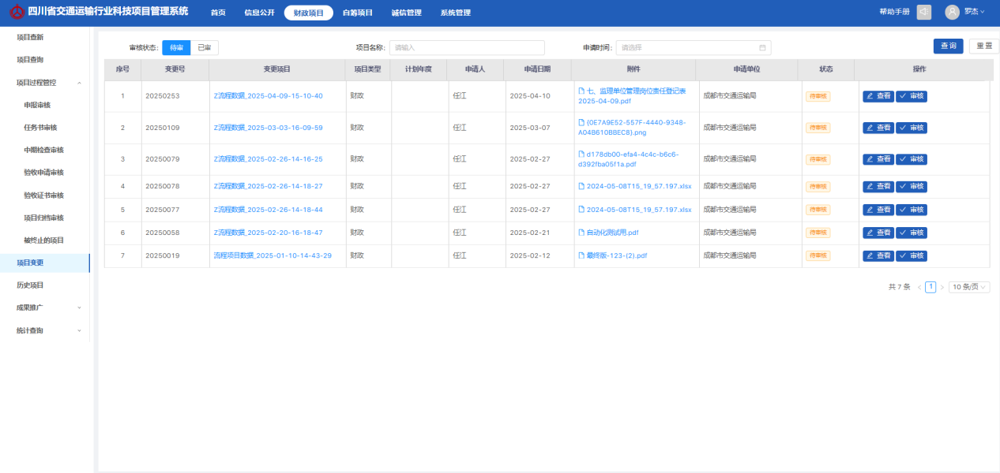 四川省交通运输行业科技项目管理系统 首页 信息公开 财政项目 自筹项目 诚信管理 系统管理 帮助手册 罗杰
项目查新
项目查询
项目过程管控
申报审核
任务书审核
中期检查审核
验收申请审核
验收证书审核
项目归档审核
被终止的项目
项目变更
历史项目
成果推广
统计查询
审核状态: 待审 已审 项目名称: 请输入 申请时间: 请选择 查询 重置
序号 变更号 变更项目 项目类型 计划年度 申请人 申请日期 附件 申请单位 状态 操作
1 20250253 Z流程数据_2025-04-09-15-10-40 财政 任江 2025-04-10 七、监理单位管理岗位责任登记表 成都市交通运输局 待审核 查看 审核
2025-04-09.pdf
2 20250109 Z流程数据_2025-03-03-16-09-59 财政 任江 2025-03-07 {0E7A9E52-557F-4440-9348- 成都市交通运输局 待审核 查看 审核
A04B610BBEC8}.png
3 20250079 Z流程数据_2025-02-26-14-16-25 财政 任江 2025-02-27 d178db00-efa4-4c4c-b6c6- 成都市交通运输局 待审核 查看 审核
d392fba05f1a.pdf
4 20250078 Z流程数据_2025-02-26-14-18-27 财政 任江 2025-02-27 2024-05-08T15_19_57.197.xlsx 成都市交通运输局 待审核 查看 审核
5 20250077 Z流程数据_2025-02-26-14-18-44 财政 任江 2025-02-27 2024-05-08T15_19_57.197.xlsx 成都市交通运输局 待审核 查看 审核
6 20250058 Z流程数据_2025-02-20-16-18-47 财政 任江 2025-02-21 自动化测试用.pdf 成都市交通运输局 待审核 查看 审核
7 20250019 流程项目数据_2025-01-10-14-43-29 财政 任江 2025-02-12 最终版-123-(2).pdf 成都市交通运输局 待审核 查看 审核
共 7 条 < 1 > 10 条/页